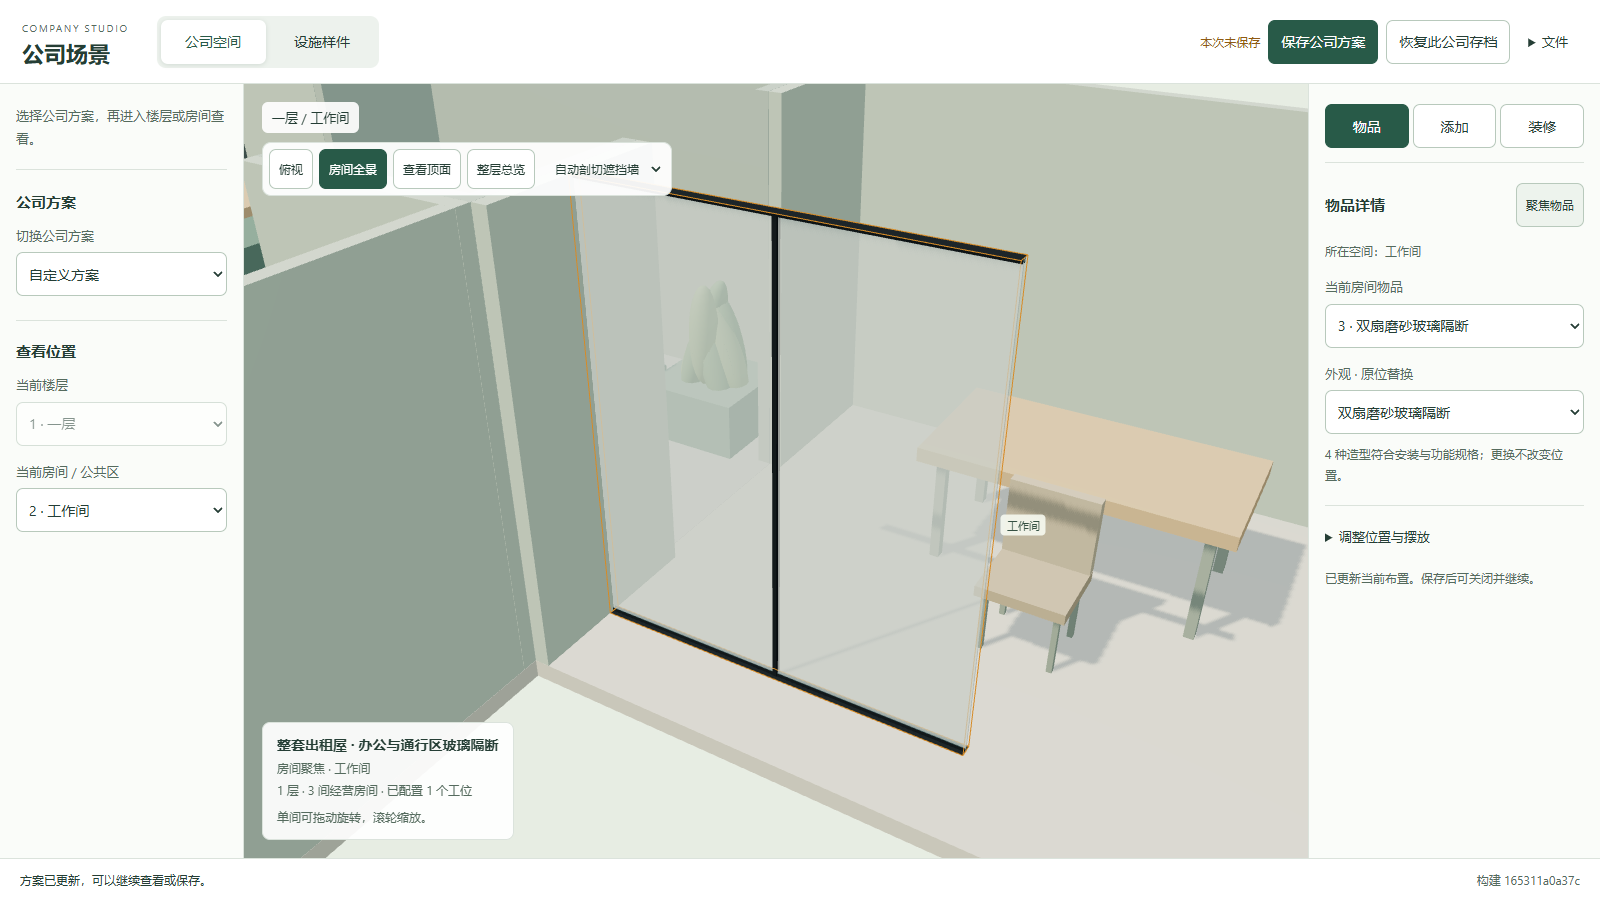 COMPANY STUDIO
公司场景
公司空间
设施样件
本次未保存
保存公司方案
恢复此公司存档
文件
选择公司方案，再进入楼层或房间查看。
公司方案
切换公司方案
自定义方案
查看位置
当前楼层
1 · 一层
当前房间 / 公共区
2 · 工作间
一层 / 工作间
俯视
房间全景
查看顶面
整层总览
自动剖切遮挡墙
工作间
整套出租屋 · 办公与通行区玻璃隔断
房间聚焦 · 工作间
1 层 · 3 间经营房间 · 已配置 1 个工位
单间可拖动旋转，滚轮缩放。
物品
添加
装修
物品详情
聚焦物品
所在空间：工作间
当前房间物品
3 · 双扇磨砂玻璃隔断
外观 · 原位替换
双扇磨砂玻璃隔断
4 种造型符合安装与功能规格；更换不改变位置。
调整位置与摆放
已更新当前布置。保存后可关闭并继续。
方案已更新，可以继续查看或保存。
构建 165311a0a37c